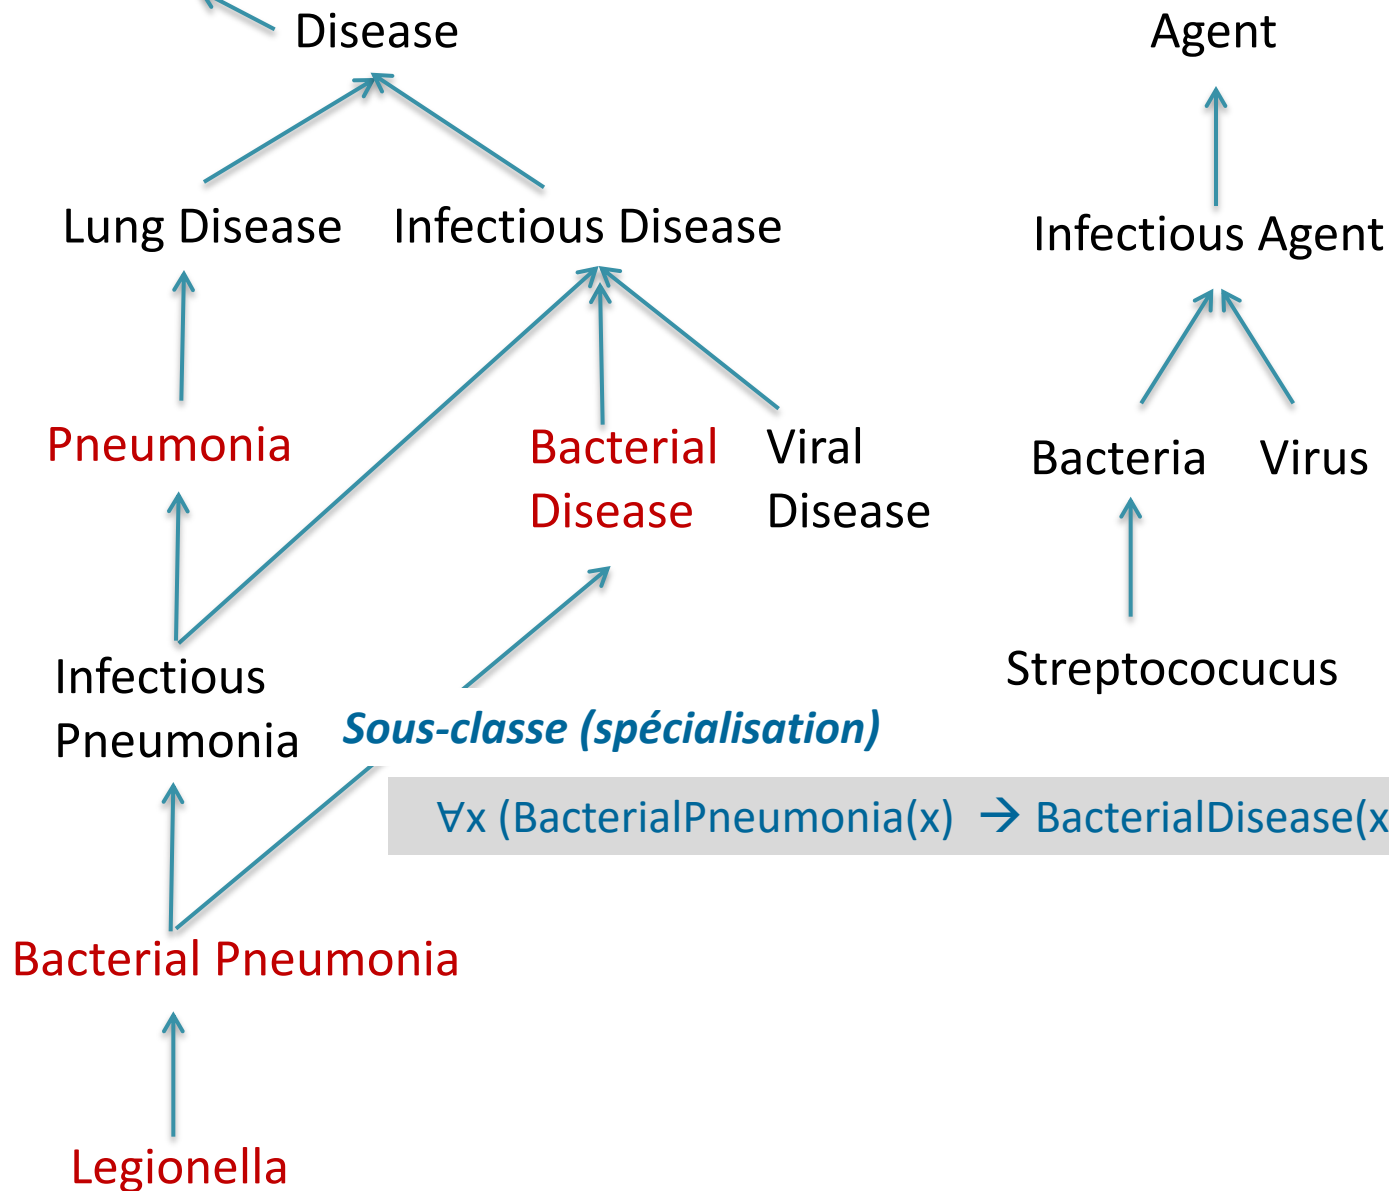 Disease
Agent
Lung Disease
Infectious Disease
Infectious Agent
Pneumonia
Bacterial
Disease
Viral
Disease
Bacteria
Virus
Infectious
Pneumonia
Streptococucus
Sous-classe (spécialisation)
∀x (BacterialPneumonia(x) → BacterialDisease(x
Bacterial Pneumonia
Legionella